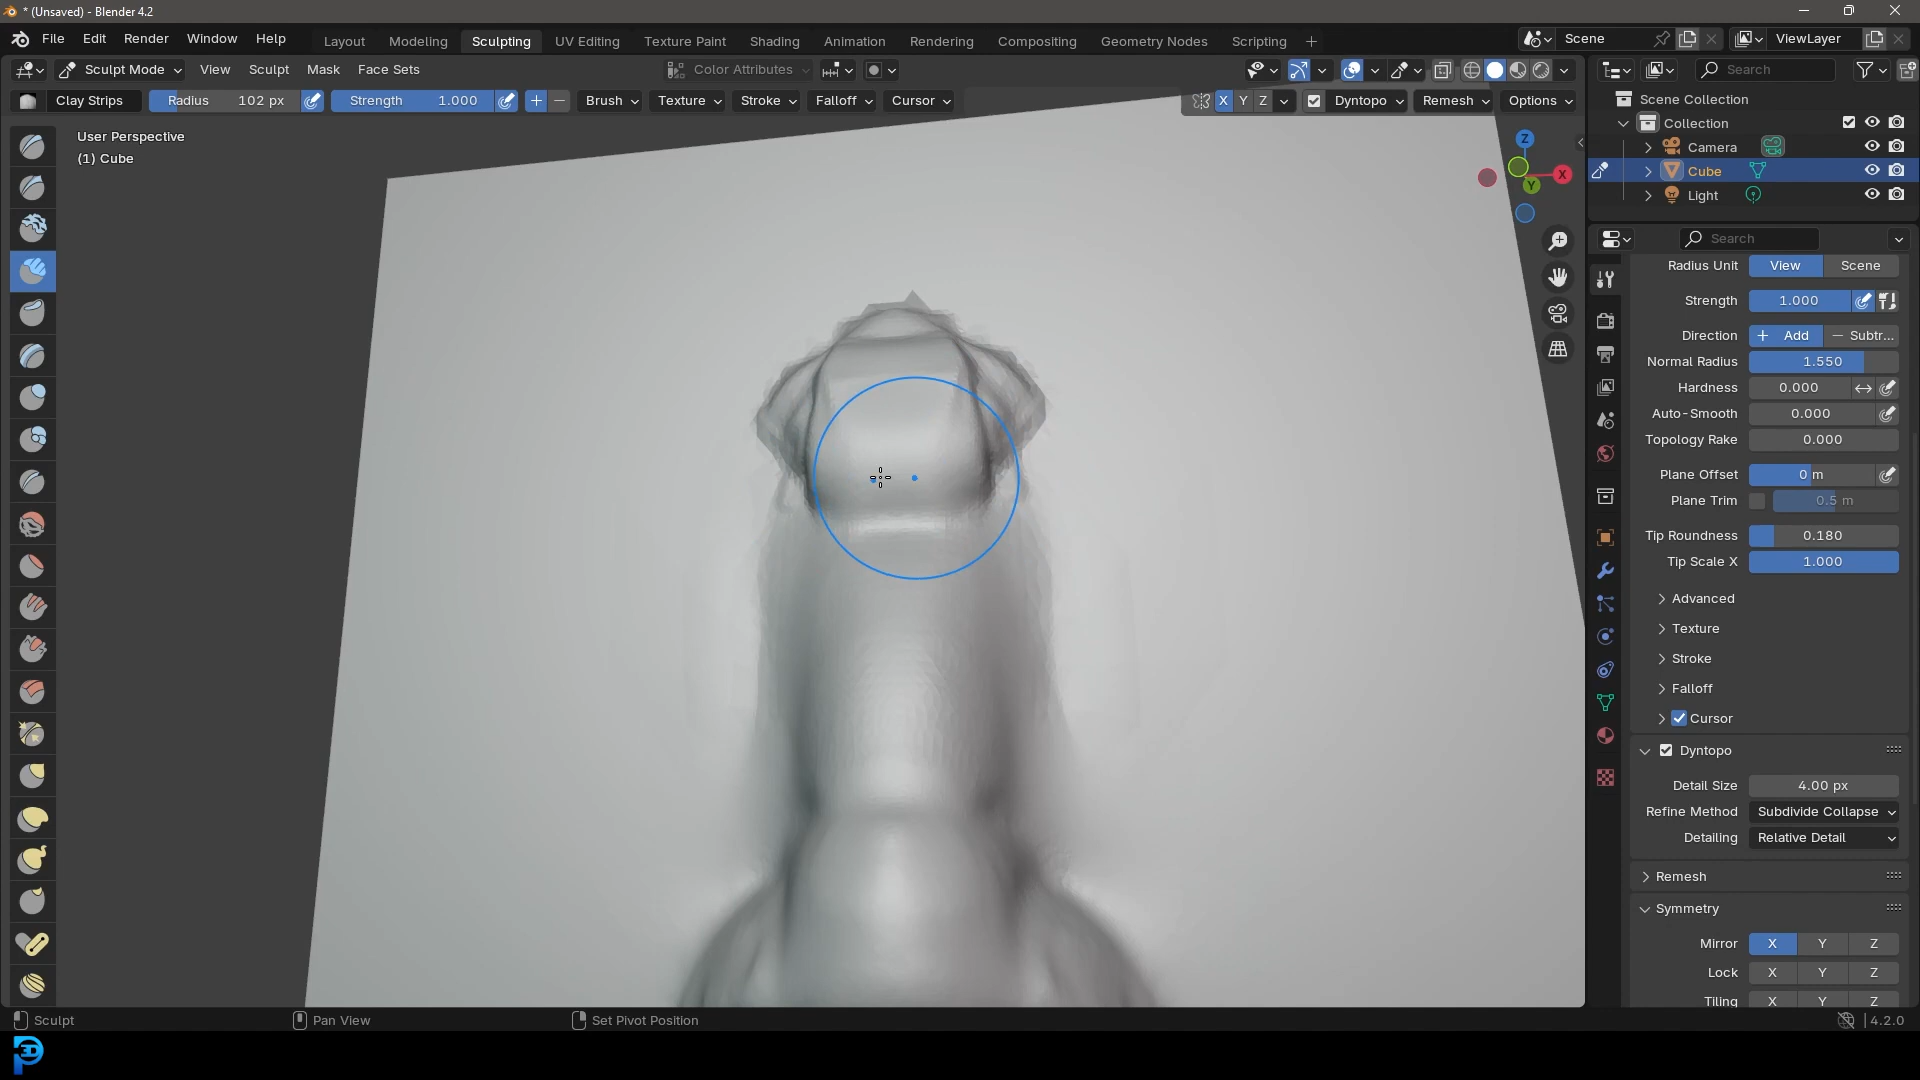 * (Unsaved) - Blender 4.2
File Edit Render Window Help
Layout Modeling Sculpting UV Editing Texture Paint Shading Animation Rendering Compositing Geometry Nodes Scripting +
Scene
ViewLayer
Sculpt Mode
View Sculpt Mask Face Sets
Color Attributes
Search
Clay Strips
Radius 102 px
Strength 1.000
Brush Texture Stroke Falloff Cursor
X Y Z
Dyntopo Remesh Options
Scene Collection
Collection
Camera
Cube
Light
User Perspective
(1) Cube
Z
X
Y
Search
Radius Unit View Scene
Strength 1.000
Direction + Add − Subtr...
Normal Radius 1.550
Hardness 0.000
Auto-Smooth 0.000
Topology Rake 0.000
Plane Offset 0 m
Plane Trim 0.5 m
Tip Roundness 0.180
Tip Scale X 1.000
Advanced
Texture
Stroke
Falloff
Cursor
Dyntopo
Detail Size 4.00 px
Refine Method Subdivide Collapse
Detailing Relative Detail
Remesh
Symmetry
Mirror X Y Z
Lock X Y Z
Tiling X Y Z
Sculpt
Pan View
Set Pivot Position
4.2.0